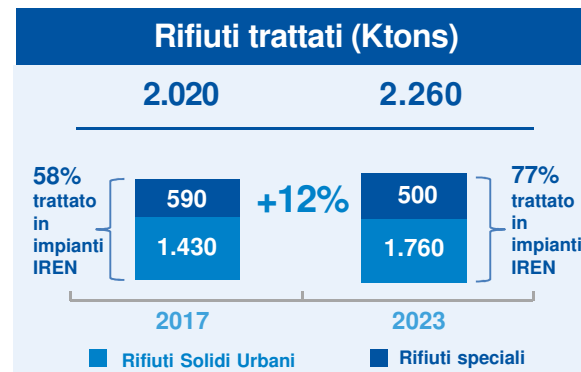 Rifiuti trattati (Ktons)
2.020 2.260
58%
trattato
in
impianti
IREN
590
1.430
+12%
500
1.760
77%
trattato
in
impianti
IREN
2017 2023
Rifiuti Solidi Urbani Rifiuti speciali